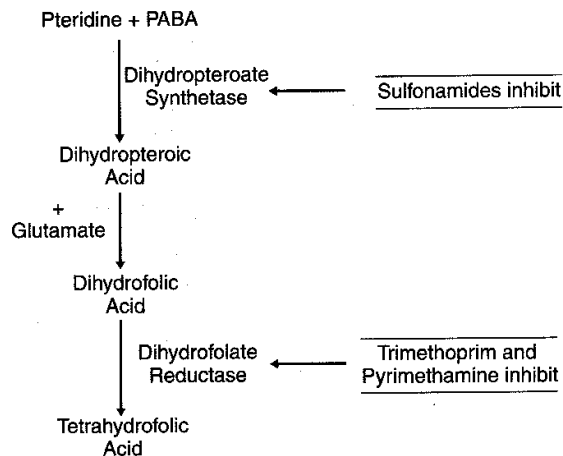 Pteridine + PABA
Dihydropteroate
Synthetase
Sulfonamides inhibit
Dihydropteroic
Acid
+
Glutamate
Dihydrofolic
Acid
Dihydrofolate
Reductase
Trimethoprim and
Pyrimethamine inhibit
Tetrahydrofolic
Acid